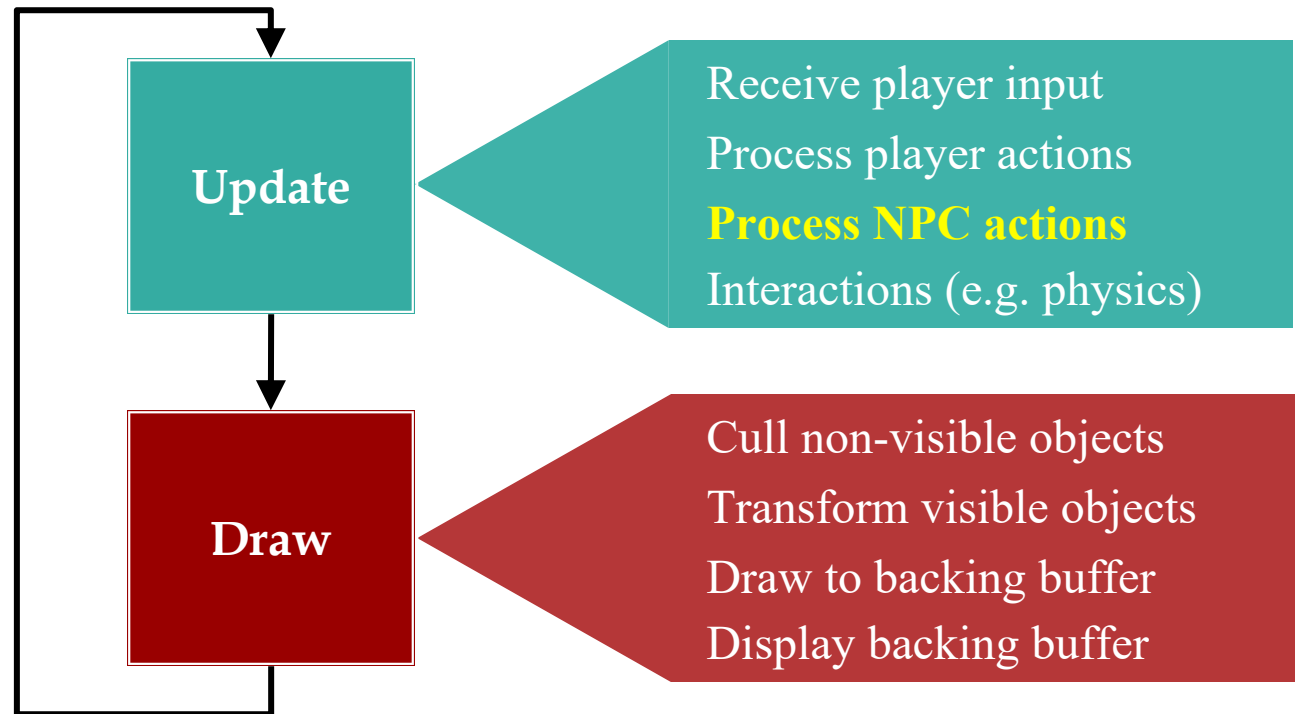 Update
Receive player input
Process player actions
Process NPC actions
Interactions (e.g. physics)
Draw
Cull non-visible objects
Transform visible objects
Draw to backing buffer
Display backing buffer